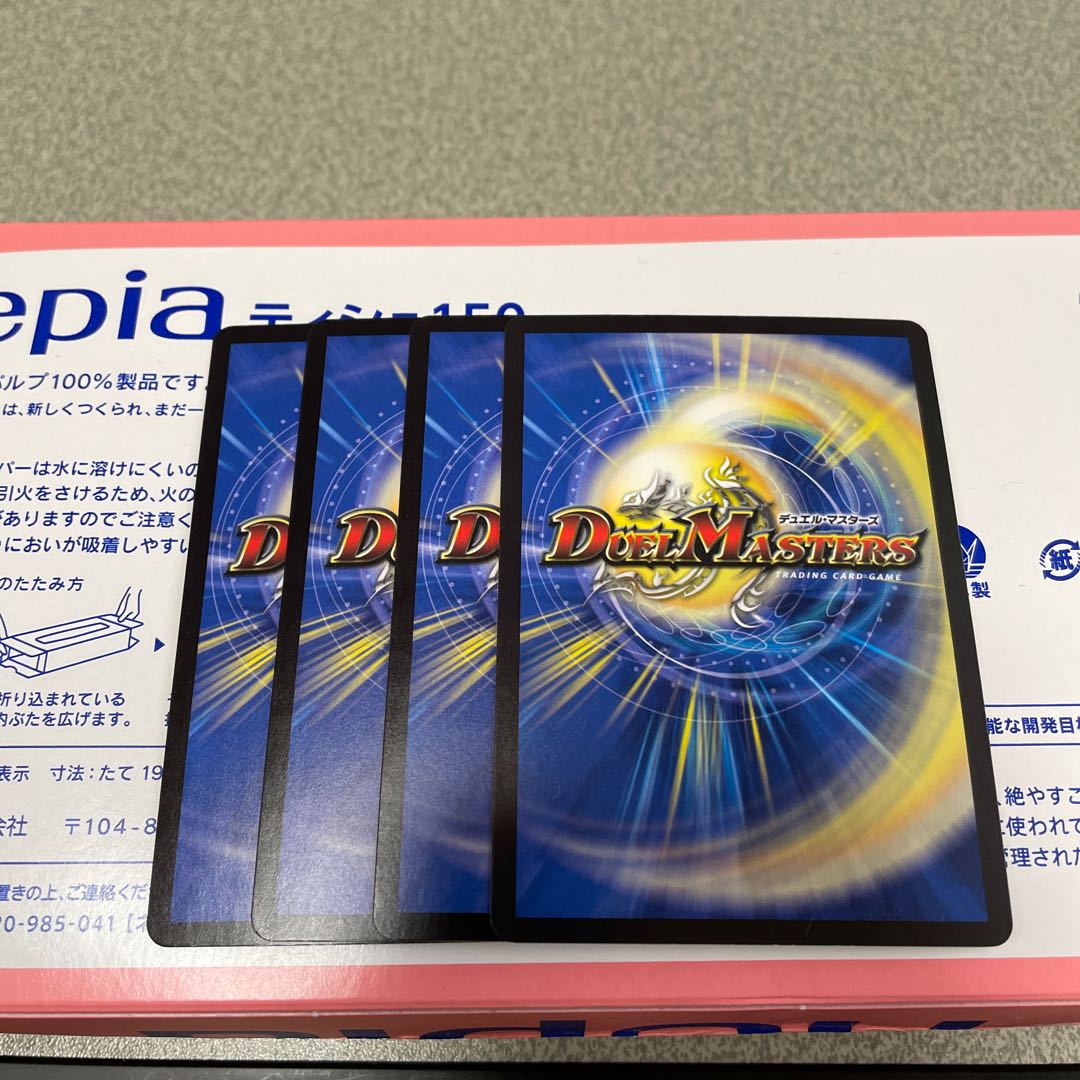 epia ティシュ150
パルプ100%製品です。
は、新しくつくられ、まだ一
パーは水に溶けにくいの
引火をさけるため、火の
がありますのでご注意く
においが吸着しやすい
のたたみ方
折り込まれている
内ぶたを広げます。
表示 寸法:たて19
会社 〒104-8
置きの上、ご連絡くだ
0-985-041
D
Du
D
デュエル・マスターズ
DUEL MASTERS
TRADING CARD GAME
製
紙
能な開発目
絶やすこ
使われて
管理された